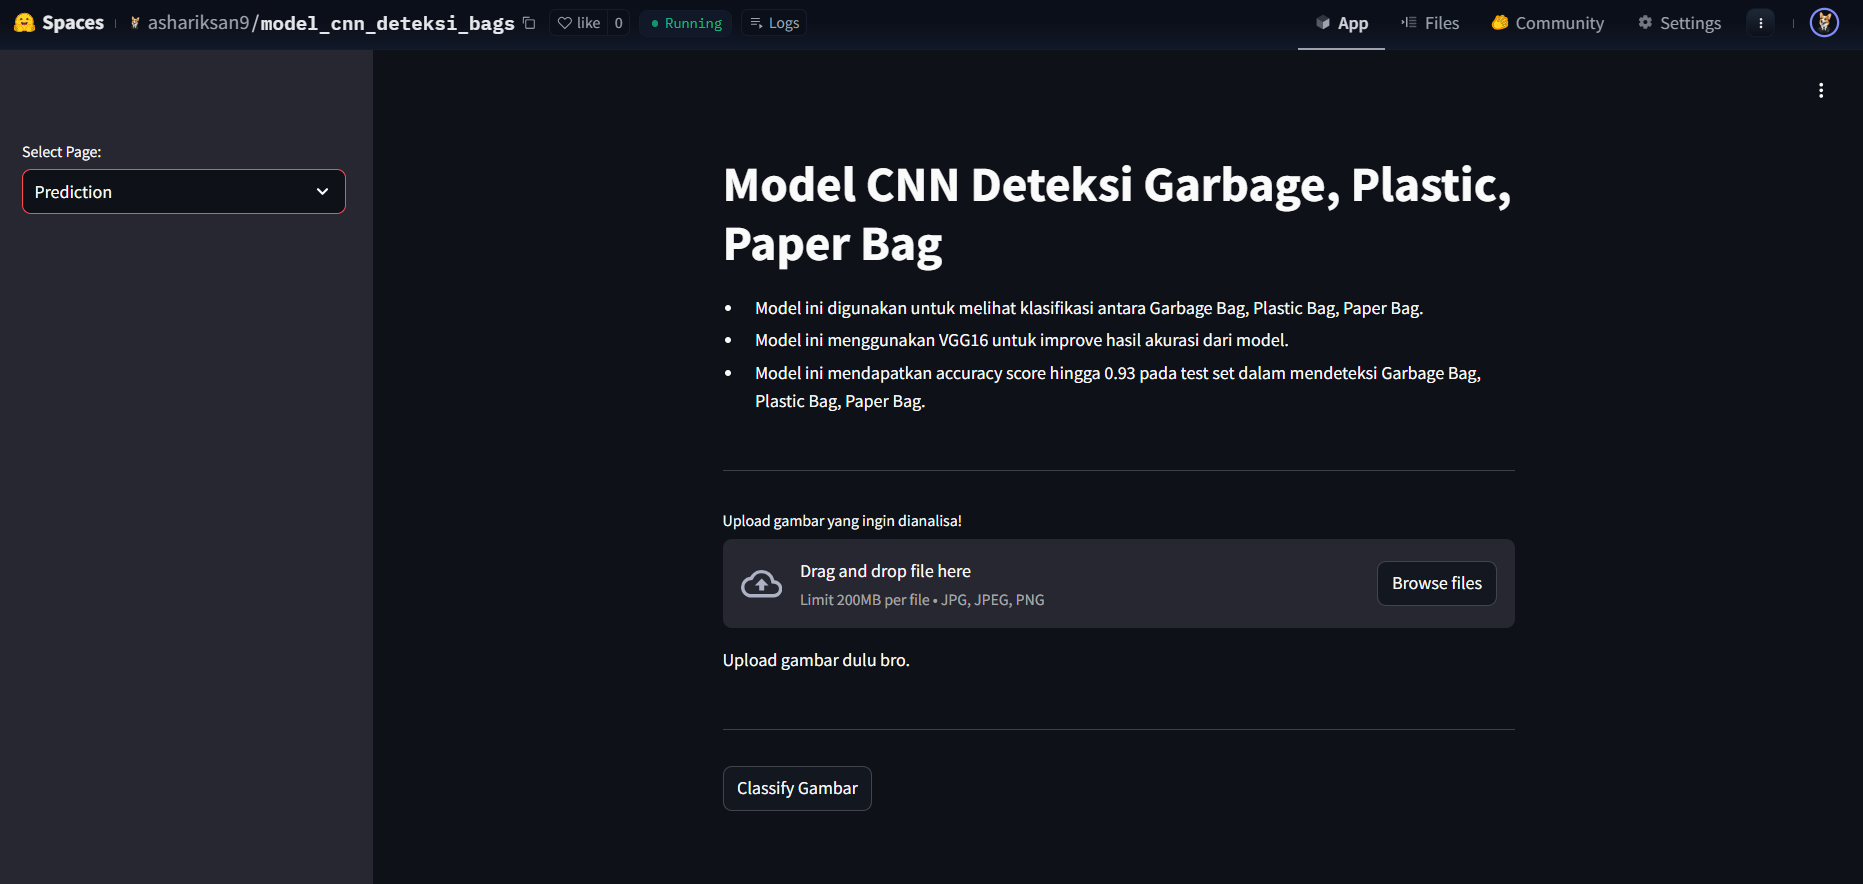 Spaces ashariksan9/model_cnn_deteksi_bags like 0 Running Logs App Files Community Settings
Select Page:
Prediction
Model CNN Deteksi Garbage, Plastic,
Paper Bag
• Model ini digunakan untuk melihat klasifikasi antara Garbage Bag, Plastic Bag, Paper Bag.
• Model ini menggunakan VGG16 untuk improve hasil akurasi dari model.
• Model ini mendapatkan accuracy score hingga 0.93 pada test set dalam mendeteksi Garbage Bag,
Plastic Bag, Paper Bag.
Upload gambar yang ingin dianalisa!
Drag and drop file here
Limit 200MB per file • JPG, JPEG, PNG
Browse files
Upload gambar dulu bro.
Classify Gambar